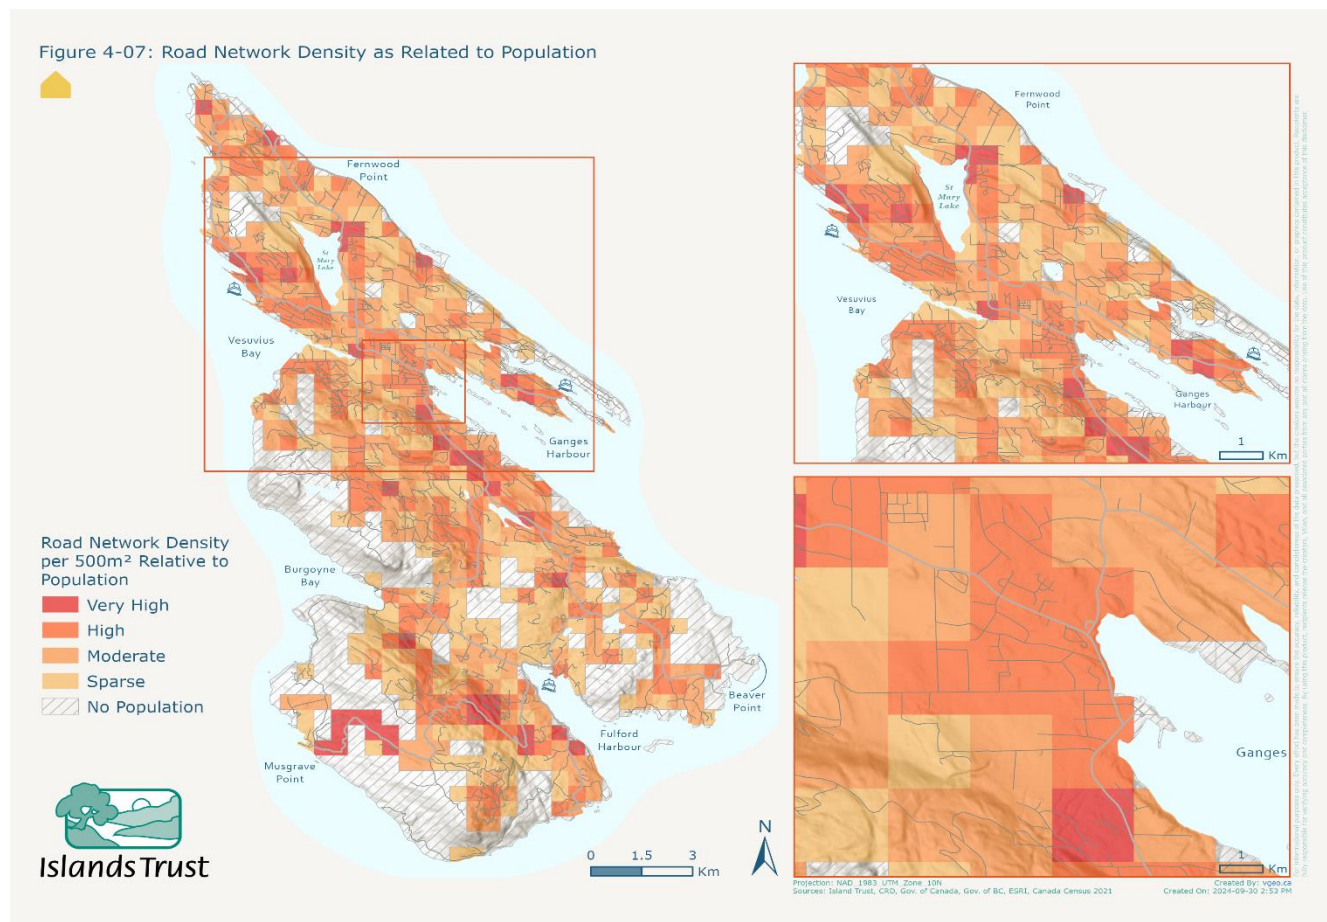 Figure 4-07: Road Network Density as Related to Population
Fernwood
Point
St
Mary
Lake
Vesuvius
Bay
Ganges
Harbour
Burgoyne
Bay
Beaver
Point
Fulford
Harbour
Musgrave
Point
Road Network Density
per 500m² Relative to
Population
Very High
High
Moderate
Sparse
No Population
Islands Trust
0 1.5 3
Km
N
Fernwood
Point
St
Mary
Lake
Vesuvius
Bay
Ganges
Harbour
1
Km
Ganges
1
Km
Projection: NAD_1983_UTM_Zone_10N
Sources: Island Trust, CRD, Gov. of Canada, Gov. of BC, ESRI, Canada Census 2021
Created By: vgeo.ca
Created On: 2024-09-30 2:53 PM